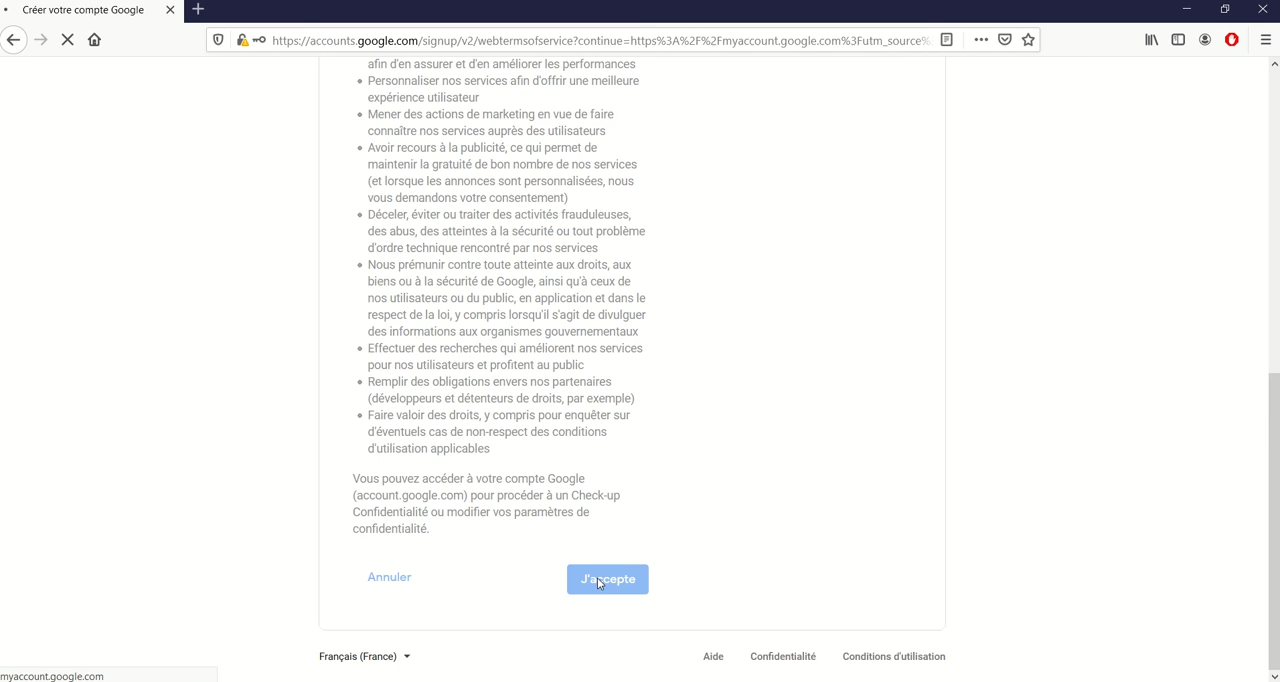 Créer votre compte Google
https://accounts.google.com/signup/v2/webtermsofservice?continue=https%3A%2F%2Fmyaccount.google.com%3Futm_source%
afin d'en assurer et d'en améliorer les performances
Personnaliser nos services afin d'offrir une meilleure
expérience utilisateur
Mener des actions de marketing en vue de faire
connaître nos services auprès des utilisateurs
Avoir recours à la publicité, ce qui permet de
maintenir la gratuité de bon nombre de nos services
(et lorsque les annonces sont personnalisées, nous
vous demandons votre consentement)
Déceler, éviter ou traiter des activités frauduleuses,
des abus, des atteintes à la sécurité ou tout problème
d'ordre technique rencontré par nos services
Nous prémunir contre toute atteinte aux droits, aux
biens ou à la sécurité de Google, ainsi qu'à ceux de
nos utilisateurs ou du public, en application et dans le
respect de la loi, y compris lorsqu'il s'agit de divulguer
des informations aux organismes gouvernementaux
Effectuer des recherches qui améliorent nos services
pour nos utilisateurs et profitent au public
Remplir des obligations envers nos partenaires
(développeurs et détenteurs de droits, par exemple)
Faire valoir des droits, y compris pour enquêter sur
d'éventuels cas de non-respect des conditions
d'utilisation applicables
Vous pouvez accéder à votre compte Google
(account.google.com) pour procéder à un Check-up
Confidentialité ou modifier vos paramètres de
confidentialité.
Annuler
J'accepte
Français (France)
Aide
Confidentialité
Conditions d'utilisation
myaccount.google.com